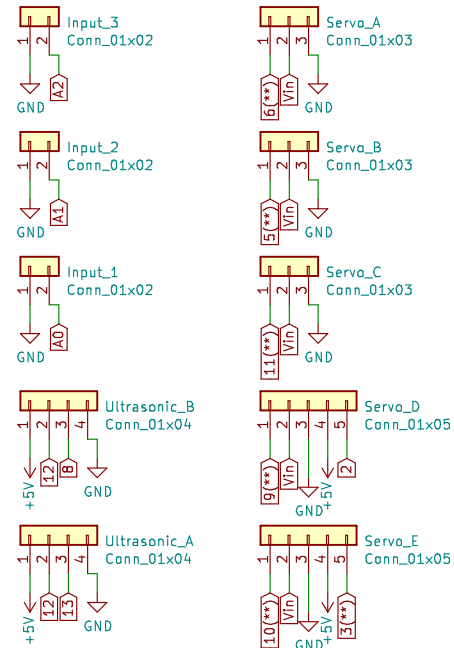 Input_3
Conn_01x02
1
2
GND
A2
Servo_A
Conn_01x03
1
2
3
6(**)
Vin
GND
Input_2
Conn_01x02
1
2
GND
A1
Servo_B
Conn_01x03
1
2
3
5(**)
Vin
GND
Input_1
Conn_01x02
1
2
GND
A0
Servo_C
Conn_01x03
1
2
3
11(**)
Vin
GND
Ultrasonic_B
Conn_01x04
1
2
3
4
+5V
12
8
GND
Servo_D
Conn_01x05
1
2
3
4
5
9(**)
Vin
GND
+5V
2
Ultrasonic_A
Conn_01x04
1
2
3
4
+5V
12
13
GND
Servo_E
Conn_01x05
1
2
3
4
5
10(**)
Vin
GND
+5V
3(**)